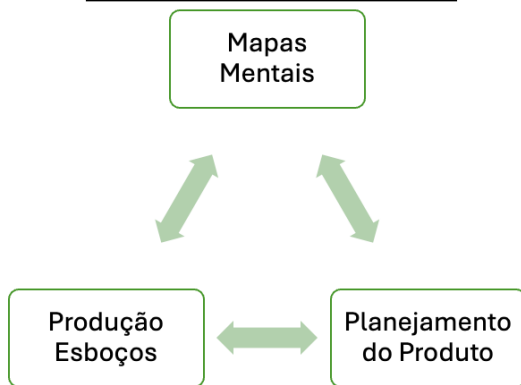 Mapas
Mentais
Produção
Esboços
Planejamento
do Produto